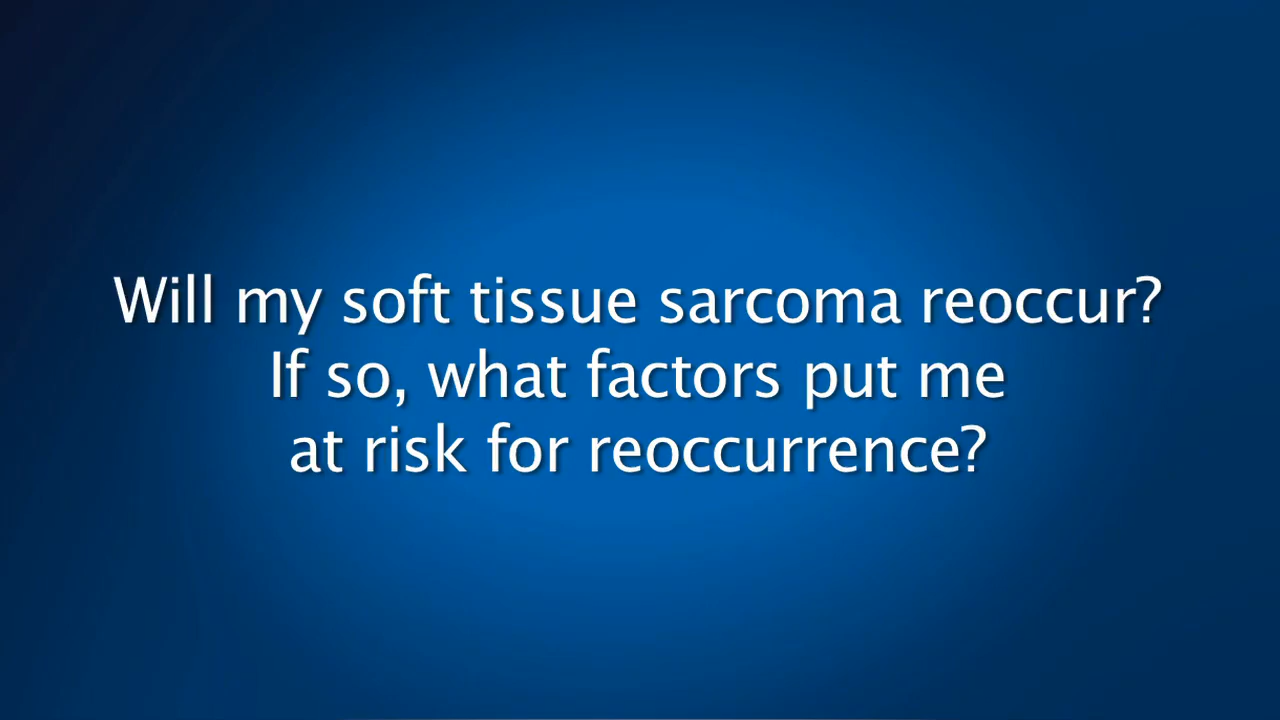 Will my soft tissue sarcoma reoccur?
If so, what factors put me
at risk for reoccurrence?